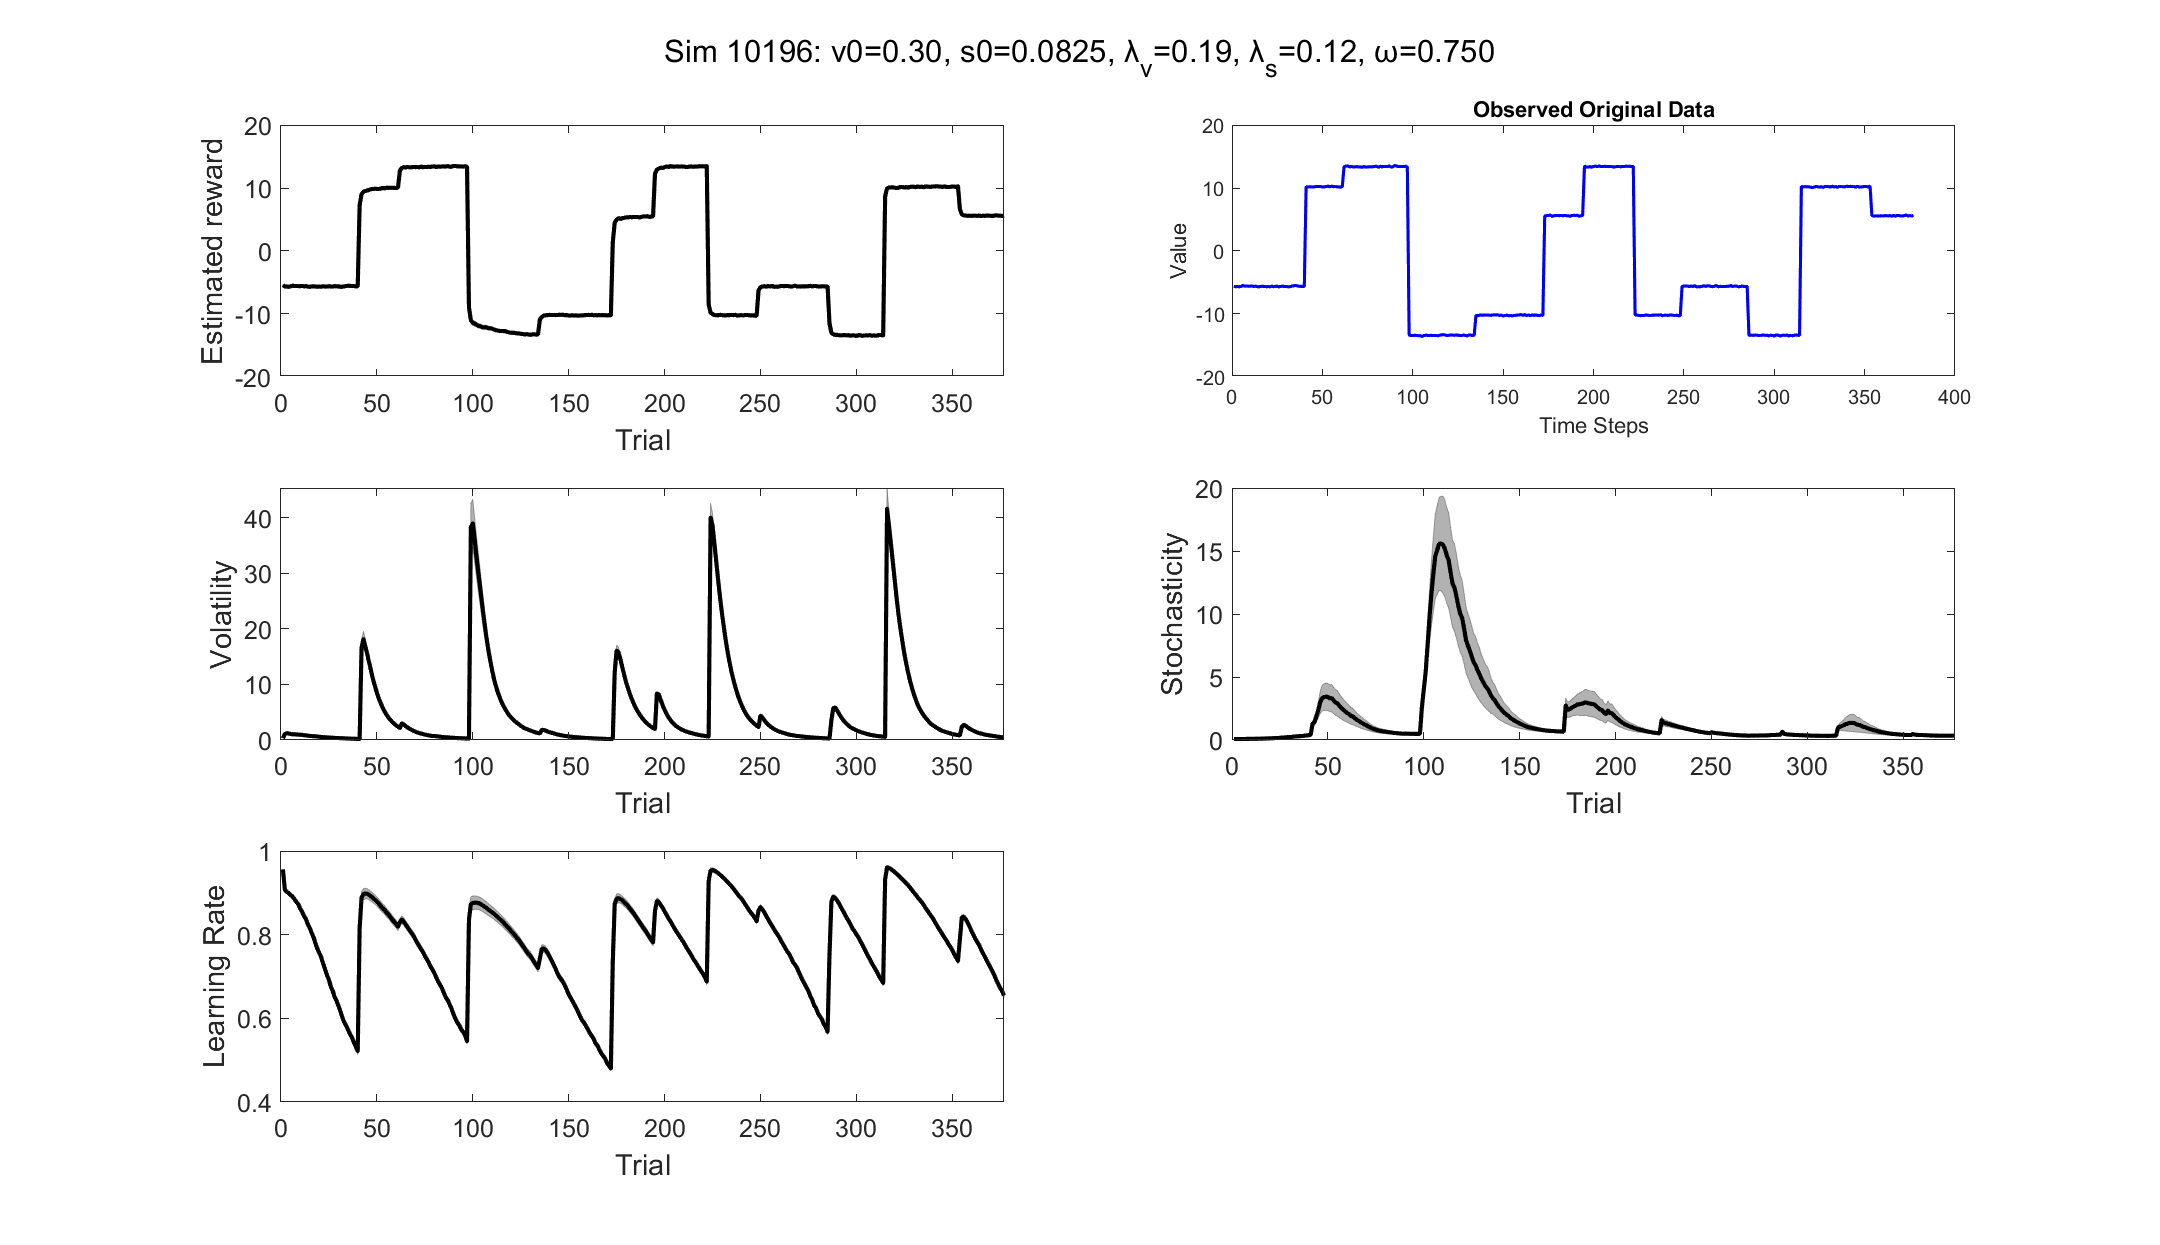 Sim 10196: v0=0.30, s0=0.0825, λv=0.19, λs=0.12, ω=0.750
20
10
0
-10
-20
Estimated reward
0 50 100 150 200 250 300 350
Trial
Observed Original Data
20
10
0
-10
-20
Value
0 50 100 150 200 250 300 350 400
Time Steps
40
30
20
10
0
Volatility
0 50 100 150 200 250 300 350
Trial
20
15
10
5
0
Stochasticity
0 50 100 150 200 250 300 350
Trial
1
0.8
0.6
0.4
Learning Rate
0 50 100 150 200 250 300 350
Trial